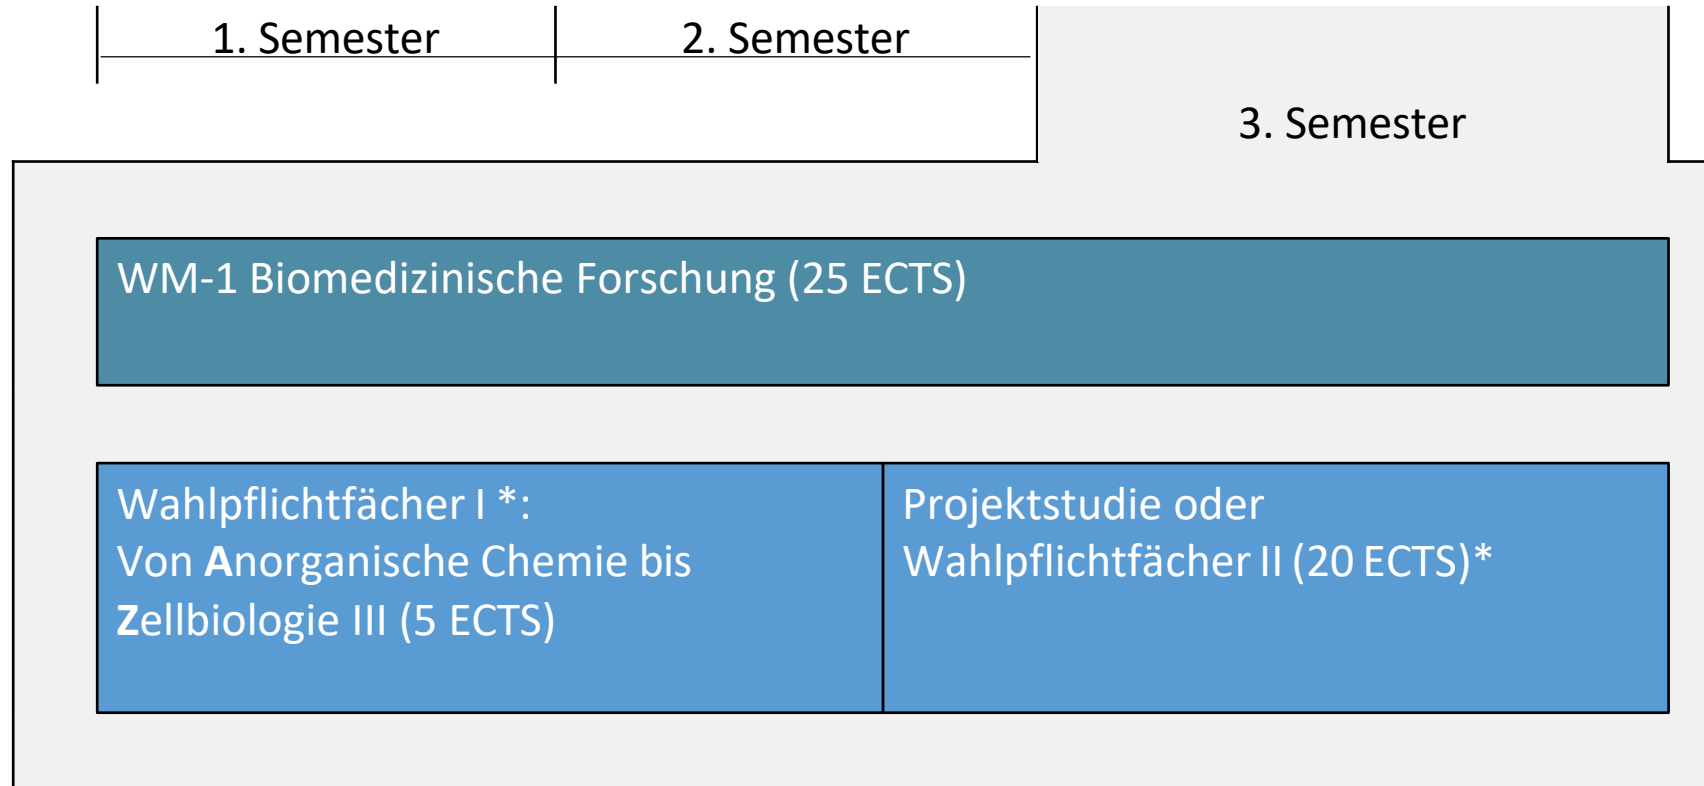 1. Semester
2. Semester
3. Semester
WM-1 Biomedizinische Forschung (25 ECTS)
Wahlpflichtfächer I *:
Von Anorganische Chemie bis
Zellbiologie III (5 ECTS)
Projektstudie oder
Wahlpflichtfächer II (20 ECTS)*